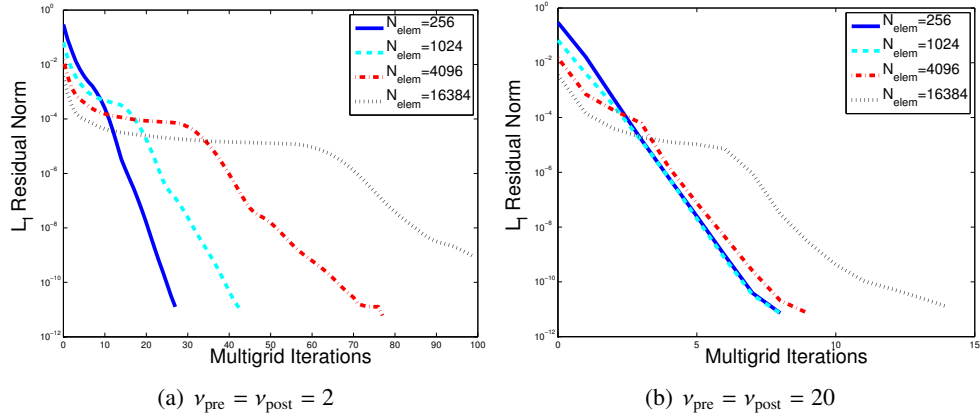 10^0
10^-2
10^-4
10^-6
10^-8
10^-10
10^-12
L_1 Residual Norm
0 10 20 30 40 50 60 70 80 90 100
Multigrid Iterations
N_elem=256
N_elem=1024
N_elem=4096
N_elem=16384
(a) ν_pre = ν_post = 2
10^0
10^-2
10^-4
10^-6
10^-8
10^-10
10^-12
L_1 Residual Norm
0 5 10 15
Multigrid Iterations
N_elem=256
N_elem=1024
N_elem=4096
N_elem=16384
(b) ν_pre = ν_post = 20